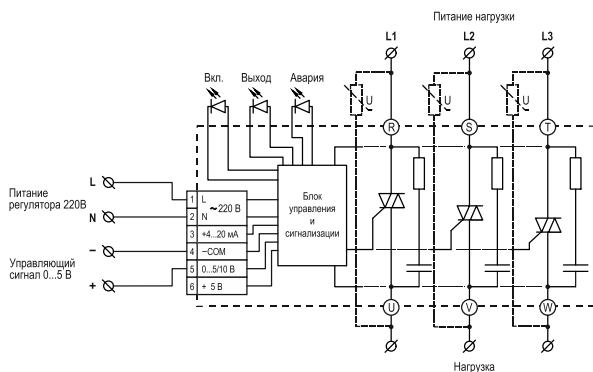 Питание нагрузки
L1
L2
L3
Вкл.
Выход
Авария
U
U
U
R
S
T
L
Питание
регулятора 220В
N
Управляющий
сигнал 0...5 В
–
+
1 L
~220 В
2 N
3 +4...20 мА
4 –COM
5 0...5/10 В
6 + 5 В
Блок
управления
и
сигнализации
U
V
W
Нагрузка